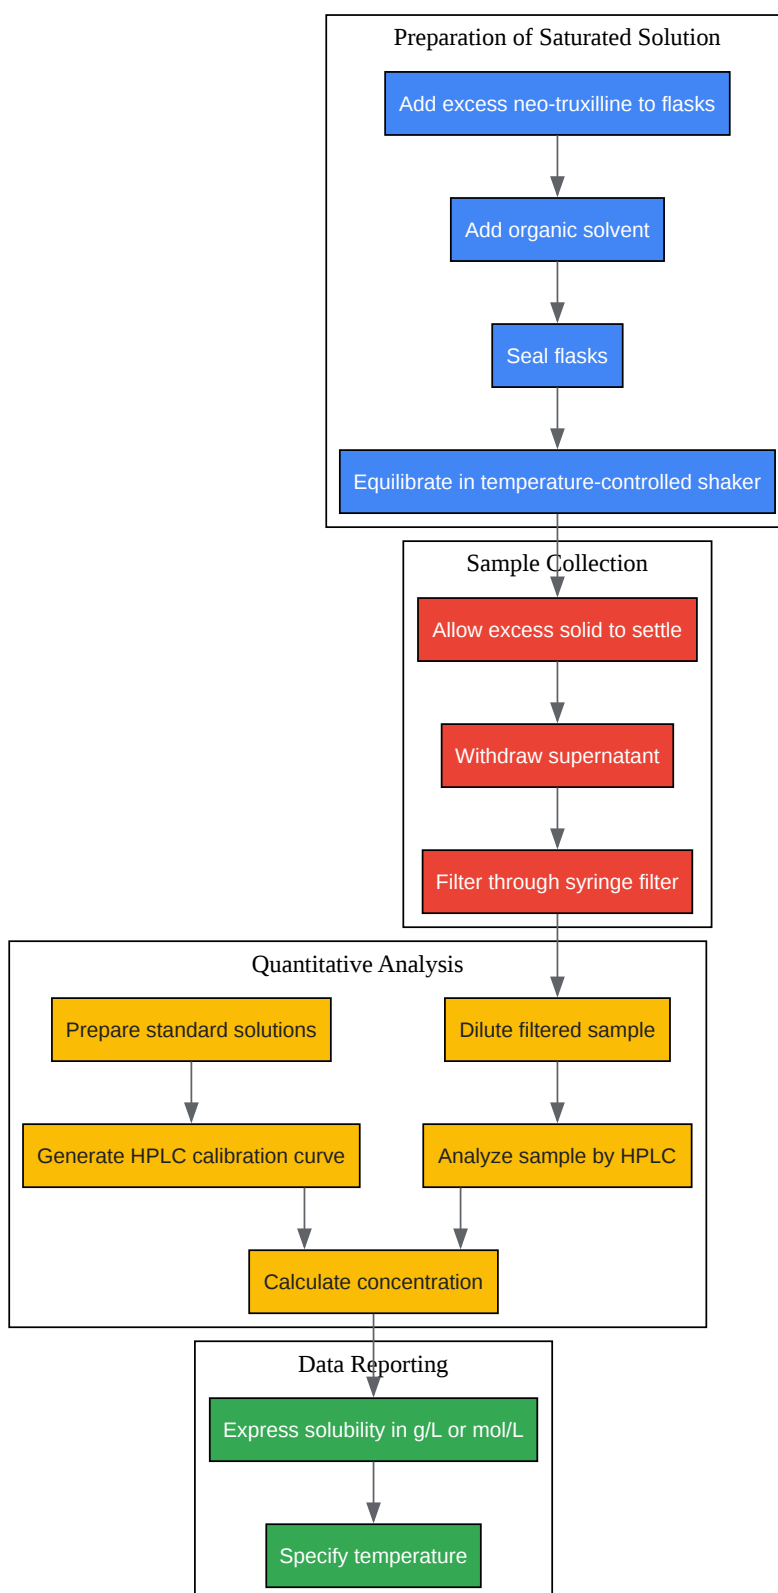 Preparation of Saturated Solution
Add excess neo-truxilline to flasks
Add organic solvent
Seal flasks
Equilibrate in temperature-controlled shaker
Sample Collection
Allow excess solid to settle
Withdraw supernatant
Filter through syringe filter
Quantitative Analysis
Prepare standard solutions
Dilute filtered sample
Generate HPLC calibration curve
Analyze sample by HPLC
Calculate concentration
Data Reporting
Express solubility in g/L or mol/L
Specify temperature